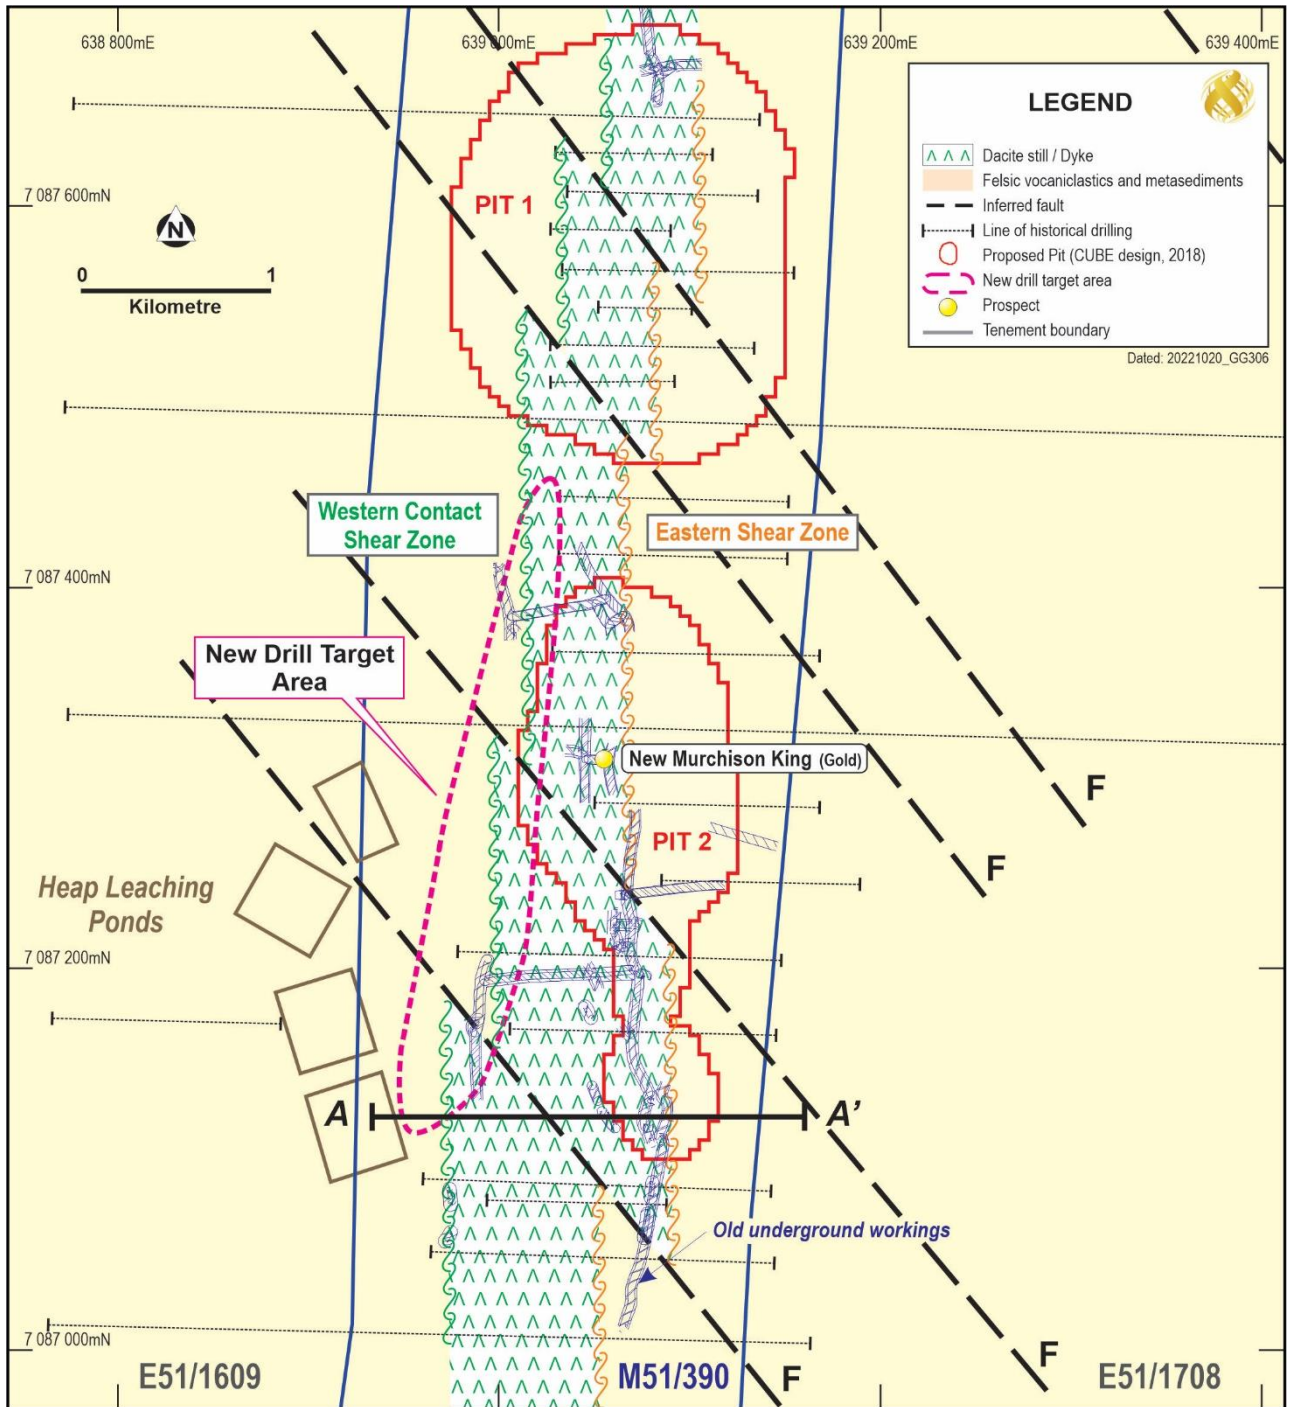 638 800mE
639 000mE
639 200mE
639 400mE
LEGEND
Dacite still / Dyke
Felsic vocaniclastics and metasediments
Inferred fault
Line of historical drilling
Proposed Pit (CUBE design, 2018)
New drill target area
Prospect
Tenement boundary
Dated: 20221020_GG306
7 087 600mN
N
0 1
Kilometre
PIT 1
Western Contact
Shear Zone
Eastern Shear Zone
7 087 400mN
New Drill Target
Area
New Murchison King (Gold)
F
PIT 2
F
Heap Leaching
Ponds
7 087 200mN
A
A'
Old underground workings
7 087 000mN
F
F
E51/1609
M51/390
E51/1708